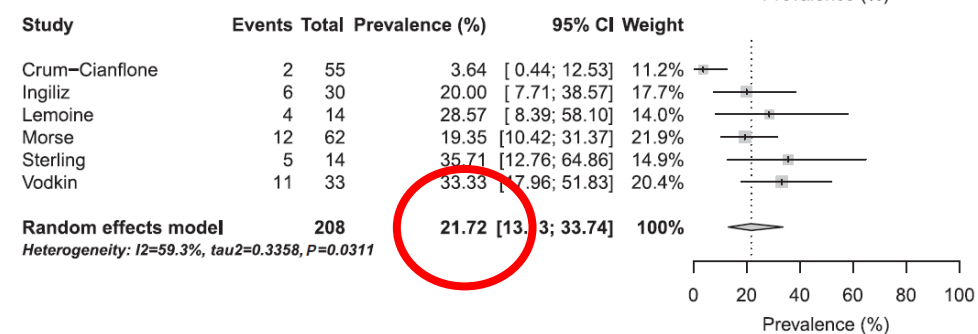 Study Events Total Prevalence (%) 95% CI Weight
Crum−Cianflone 2 55 3.64 [ 0.44; 12.53] 11.2%
Ingiliz 6 30 20.00 [ 7.71; 38.57] 17.7%
Lemoine 4 14 28.57 [ 8.39; 58.10] 14.0%
Morse 12 62 19.35 [10.42; 31.37] 21.9%
Sterling 5 14 35.71 [12.76; 64.86] 14.9%
Vodkin 11 33 33.33 [17.96; 51.83] 20.4%
Random effects model 208 21.72 33.74] 100%
Heterogeneity: I2=59.3%, tau2=0.3358, P=0.0311
0 20 40 60 80 100
Prevalence (%)